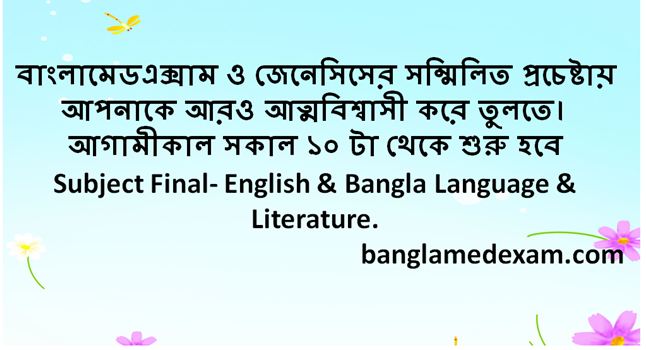 বাংলামেডএক্সাম ও জেনেসিসের সম্মিলিত প্রচেষ্টায়
আপনাকে আরও আত্মবিশ্বাসী করে তুলতে।
আগামীকাল সকাল ১০ টা থেকে শুরু হবে
Subject Final- English & Bangla Language &
Literature.
banglamedexam.com